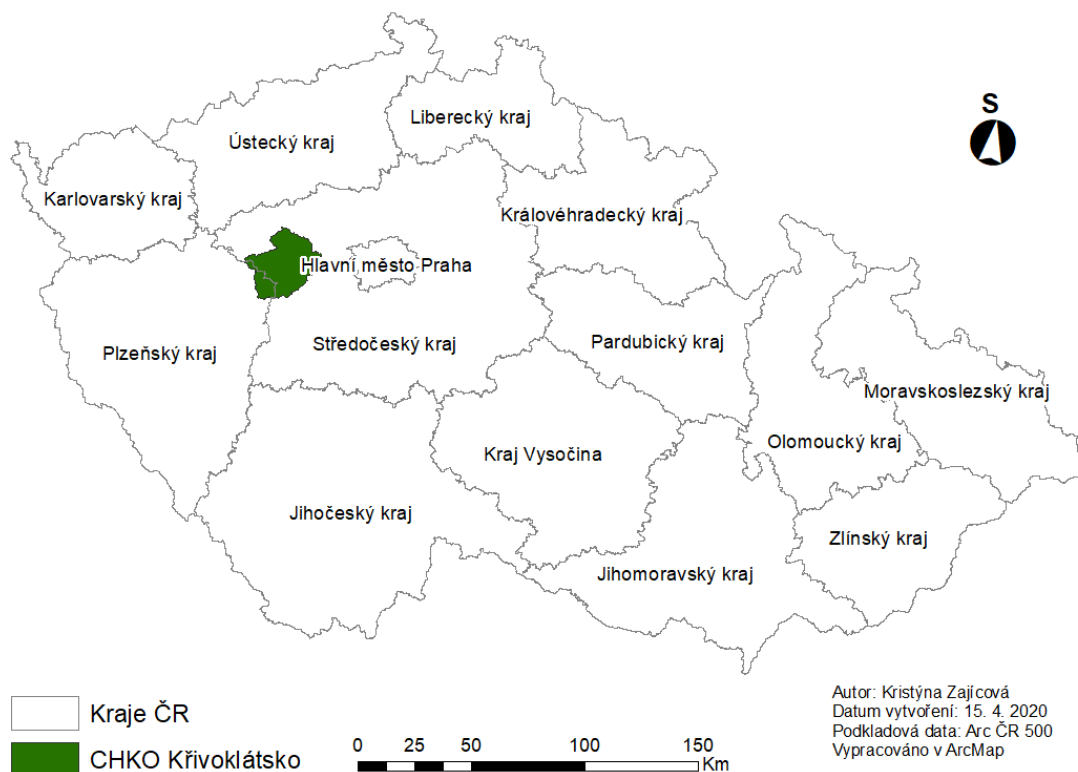 Liberecký kraj
S
Ústecký kraj
Karlovarský kraj
Královéhradecký kraj
Hlavní město Praha
Středočeský kraj
Pardubický kraj
Plzeňský kraj
Moravskoslezský kraj
Olomoucký kraj
Kraj Vysočina
Jihočeský kraj
Zlínský kraj
Jihomoravský kraj
Kraje ČR
CHKO Křivoklátsko
0 25 50 100 150
Km
Autor: Kristýna Zajícová
Datum vytvoření: 15. 4. 2020
Podkladová data: Arc ČR 500
Vypracováno v ArcMap